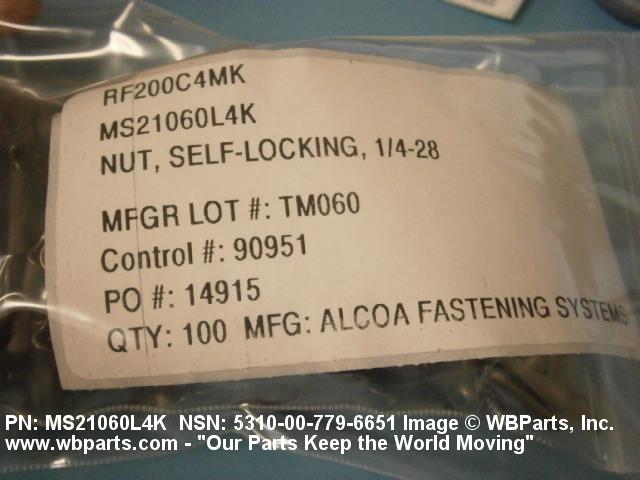 RF200C4MK
MS21060L4K
NUT, SELF-LOCKING, 1/4-28
MFGR LOT #: TM060
Control #: 90951
PO #: 14915
QTY: 100 MFG: ALCOA FASTENING SYSTEMS
PN: MS21060L4K NSN: 5310-00-779-6651 Image © WBParts, Inc.
www.wbparts.com - "Our Parts Keep the World Moving"